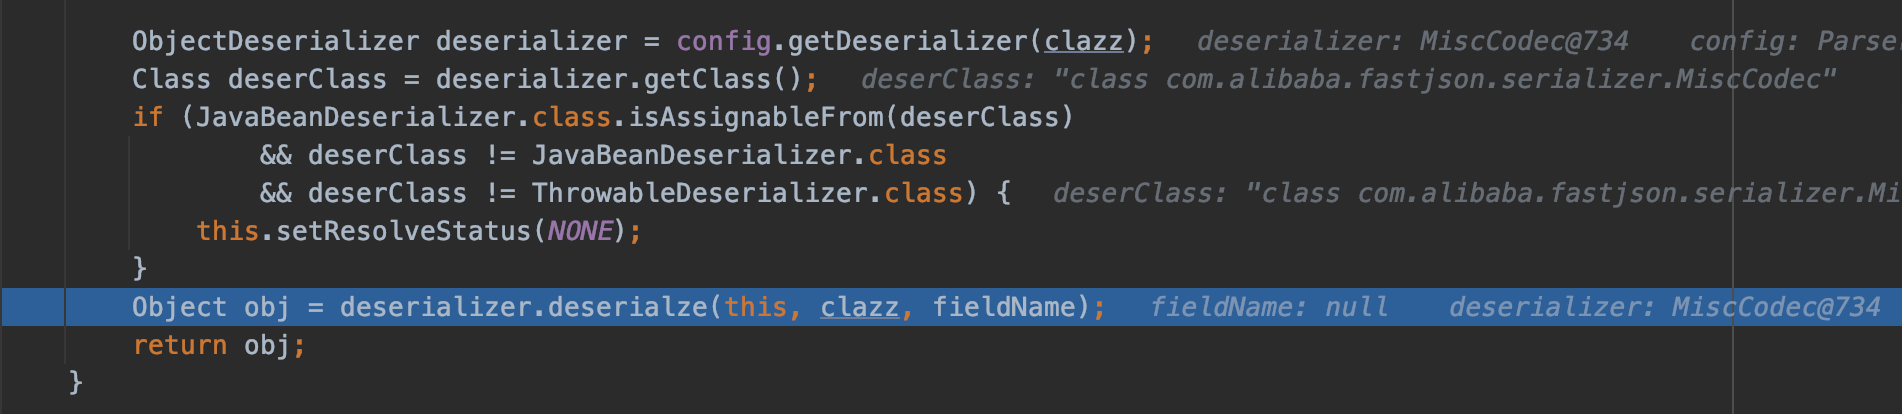 ObjectDeserializer deserializer = config.getDeserializer(clazz); deserializer: MiscCodec@734 config: Parse
Class deserClass = deserializer.getClass(); deserClass: "class com.alibaba.fastjson.serializer.MiscCodec"
if (JavaBeanDeserializer.class.isAssignableFrom(deserClass)
&& deserClass != JavaBeanDeserializer.class
&& deserClass != ThrowableDeserializer.class) { deserClass: "class com.alibaba.fastjson.serializer.Mi
this.setResolveStatus(NONE);
}
Object obj = deserializer.deserialze(this, clazz, fieldName); fieldName: null deserializer: MiscCodec@734
return obj;
}